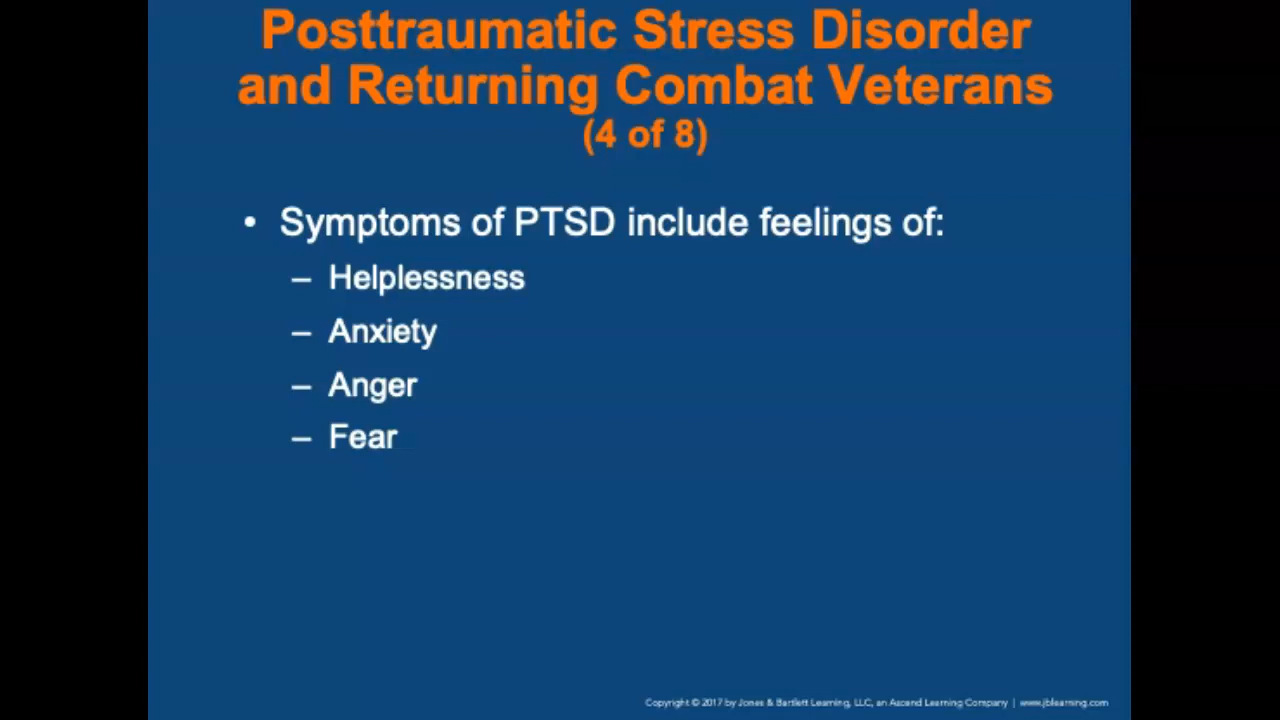 Posttraumatic Stress Disorder
and Returning Combat Veterans
(4 of 8)
• Symptoms of PTSD include feelings of:
– Helplessness
– Anxiety
– Anger
– Fear
Copyright © 2017 by Jones & Bartlett Learning, LLC, an Ascend Learning Company | www.jblearning.com